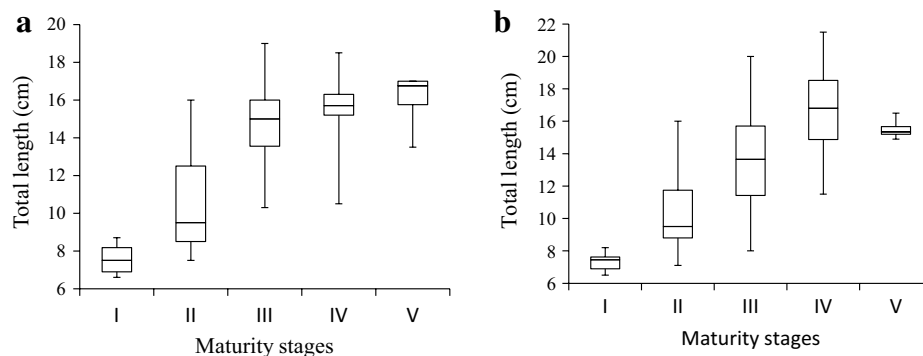 a
20
18
16
14
12
10
8
6
Total length (cm)
I II III IV V
Maturity stages
b
22
20
18
16
14
12
10
8
6
Total length (cm)
I II III IV V
Maturity stages